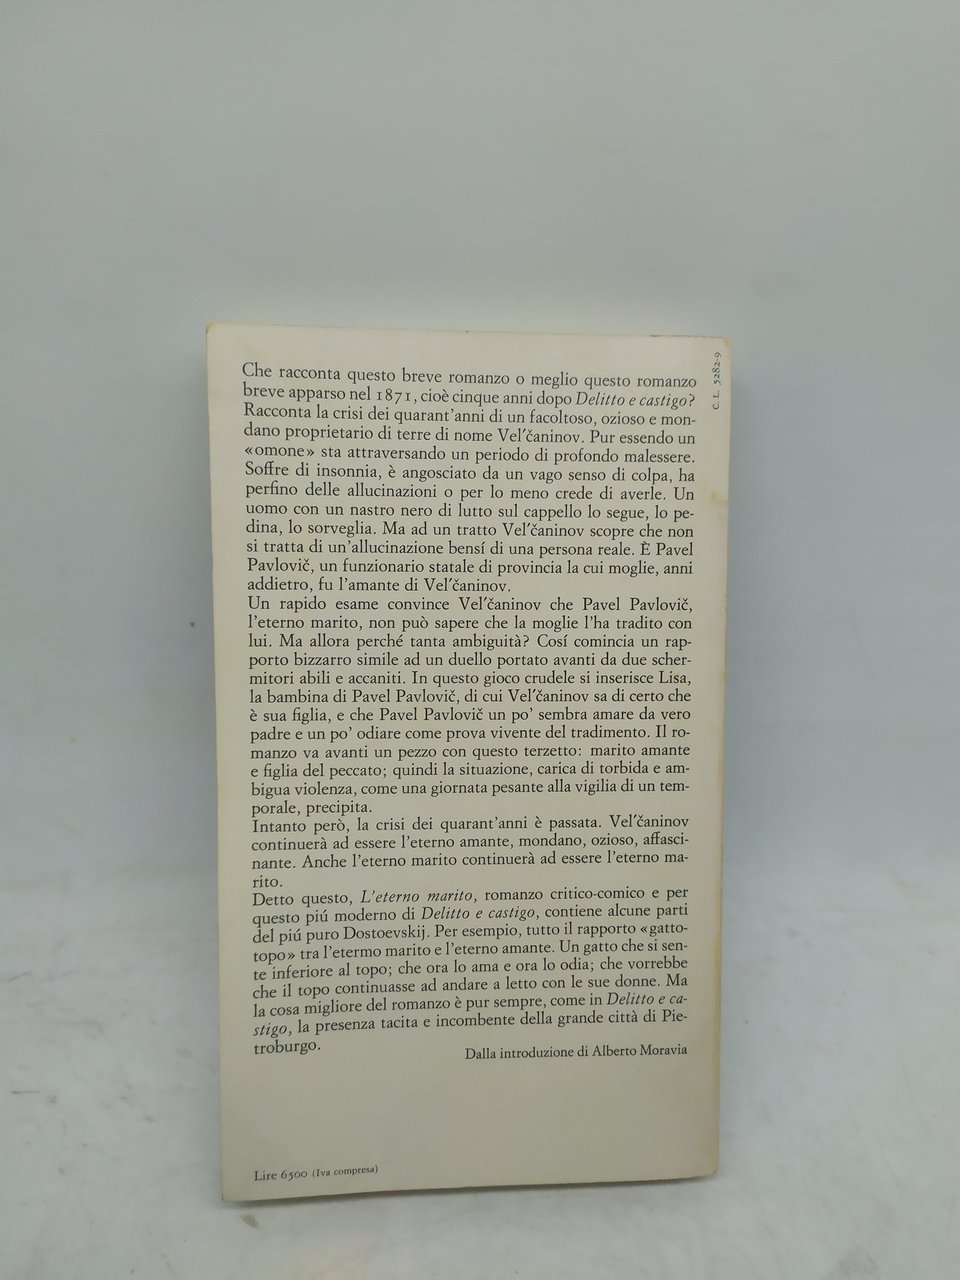 Che racconta questo breve romanzo o meglio questo romanzo
breve apparso nel 1871, cioè cinque anni dopo Delitto e castigo?
Racconta la crisi dei quarant'anni di un facoltoso, ozioso e mon-
dano proprietario di terre di nome Vel'čaninov. Pur essendo un
«omone» sta attraversando un periodo di profondo malessere.
Soffre di insonnia, è angosciato da un vago senso di colpa, ha
perfino delle allucinazioni o per lo meno crede di averle. Un
uomo con un nastro nero di lutto sul cappello lo segue, lo pe-
dina, lo sorveglia. Ma ad un tratto Vel'čaninov scopre che non
si tratta di un'allucinazione bensí di una persona reale. È Pavel
Pavlovič, un funzionario statale di provincia la cui moglie, anni
addietro, fu l'amante di Vel'čaninov.
Un rapido esame convince Vel'čaninov che Pavel Pavlovič,
l'eterno marito, non può sapere che la moglie l'ha tradito con
lui. Ma allora perché tanta ambiguità? Cosí comincia un rap-
porto bizzarro simile ad un duello portato avanti da due scher-
mitori abili e accaniti. In questo gioco crudele si inserisce Lisa,
la bambina di Pavel Pavlovič, di cui Vel'čaninov sa di certo che
è sua figlia, e che Pavel Pavlovič un po' sembra amare da vero
padre e un po' odiare come prova vivente del tradimento. Il ro-
manzo va avanti un pezzo con questo terzetto: marito amante
e figlia del peccato; quindi la situazione, carica di torbida e am-
bigua violenza, come una giornata pesante alla vigilia di un tem-
porale, precipita.
Intanto però, la crisi dei quarant'anni è passata. Vel'čaninov
continuerà ad essere l'eterno amante, mondano, ozioso, affasci-
nante. Anche l'eterno marito continuerà ad essere l'eterno ma-
rito.
Detto questo, L'eterno marito, romanzo critico-comico e per
questo piú moderno di Delitto e castigo, contiene alcune parti
del piú puro Dostoevskij. Per esempio, tutto il rapporto «gatto-
topo» tra l'etermo marito e l'eterno amante. Un gatto che si sen-
te inferiore al topo; che ora lo ama e ora lo odia; che vorrebbe
che il topo continuasse ad andare a letto con le sue donne. Ma
la cosa migliore del romanzo è pur sempre, come in Delitto e ca-
stigo, la presenza tacita e incombente della grande città di Pie-
troburgo.
Dalla introduzione di Alberto Moravia
Lire 6500 (Iva compresa)
C.L. 5282-9